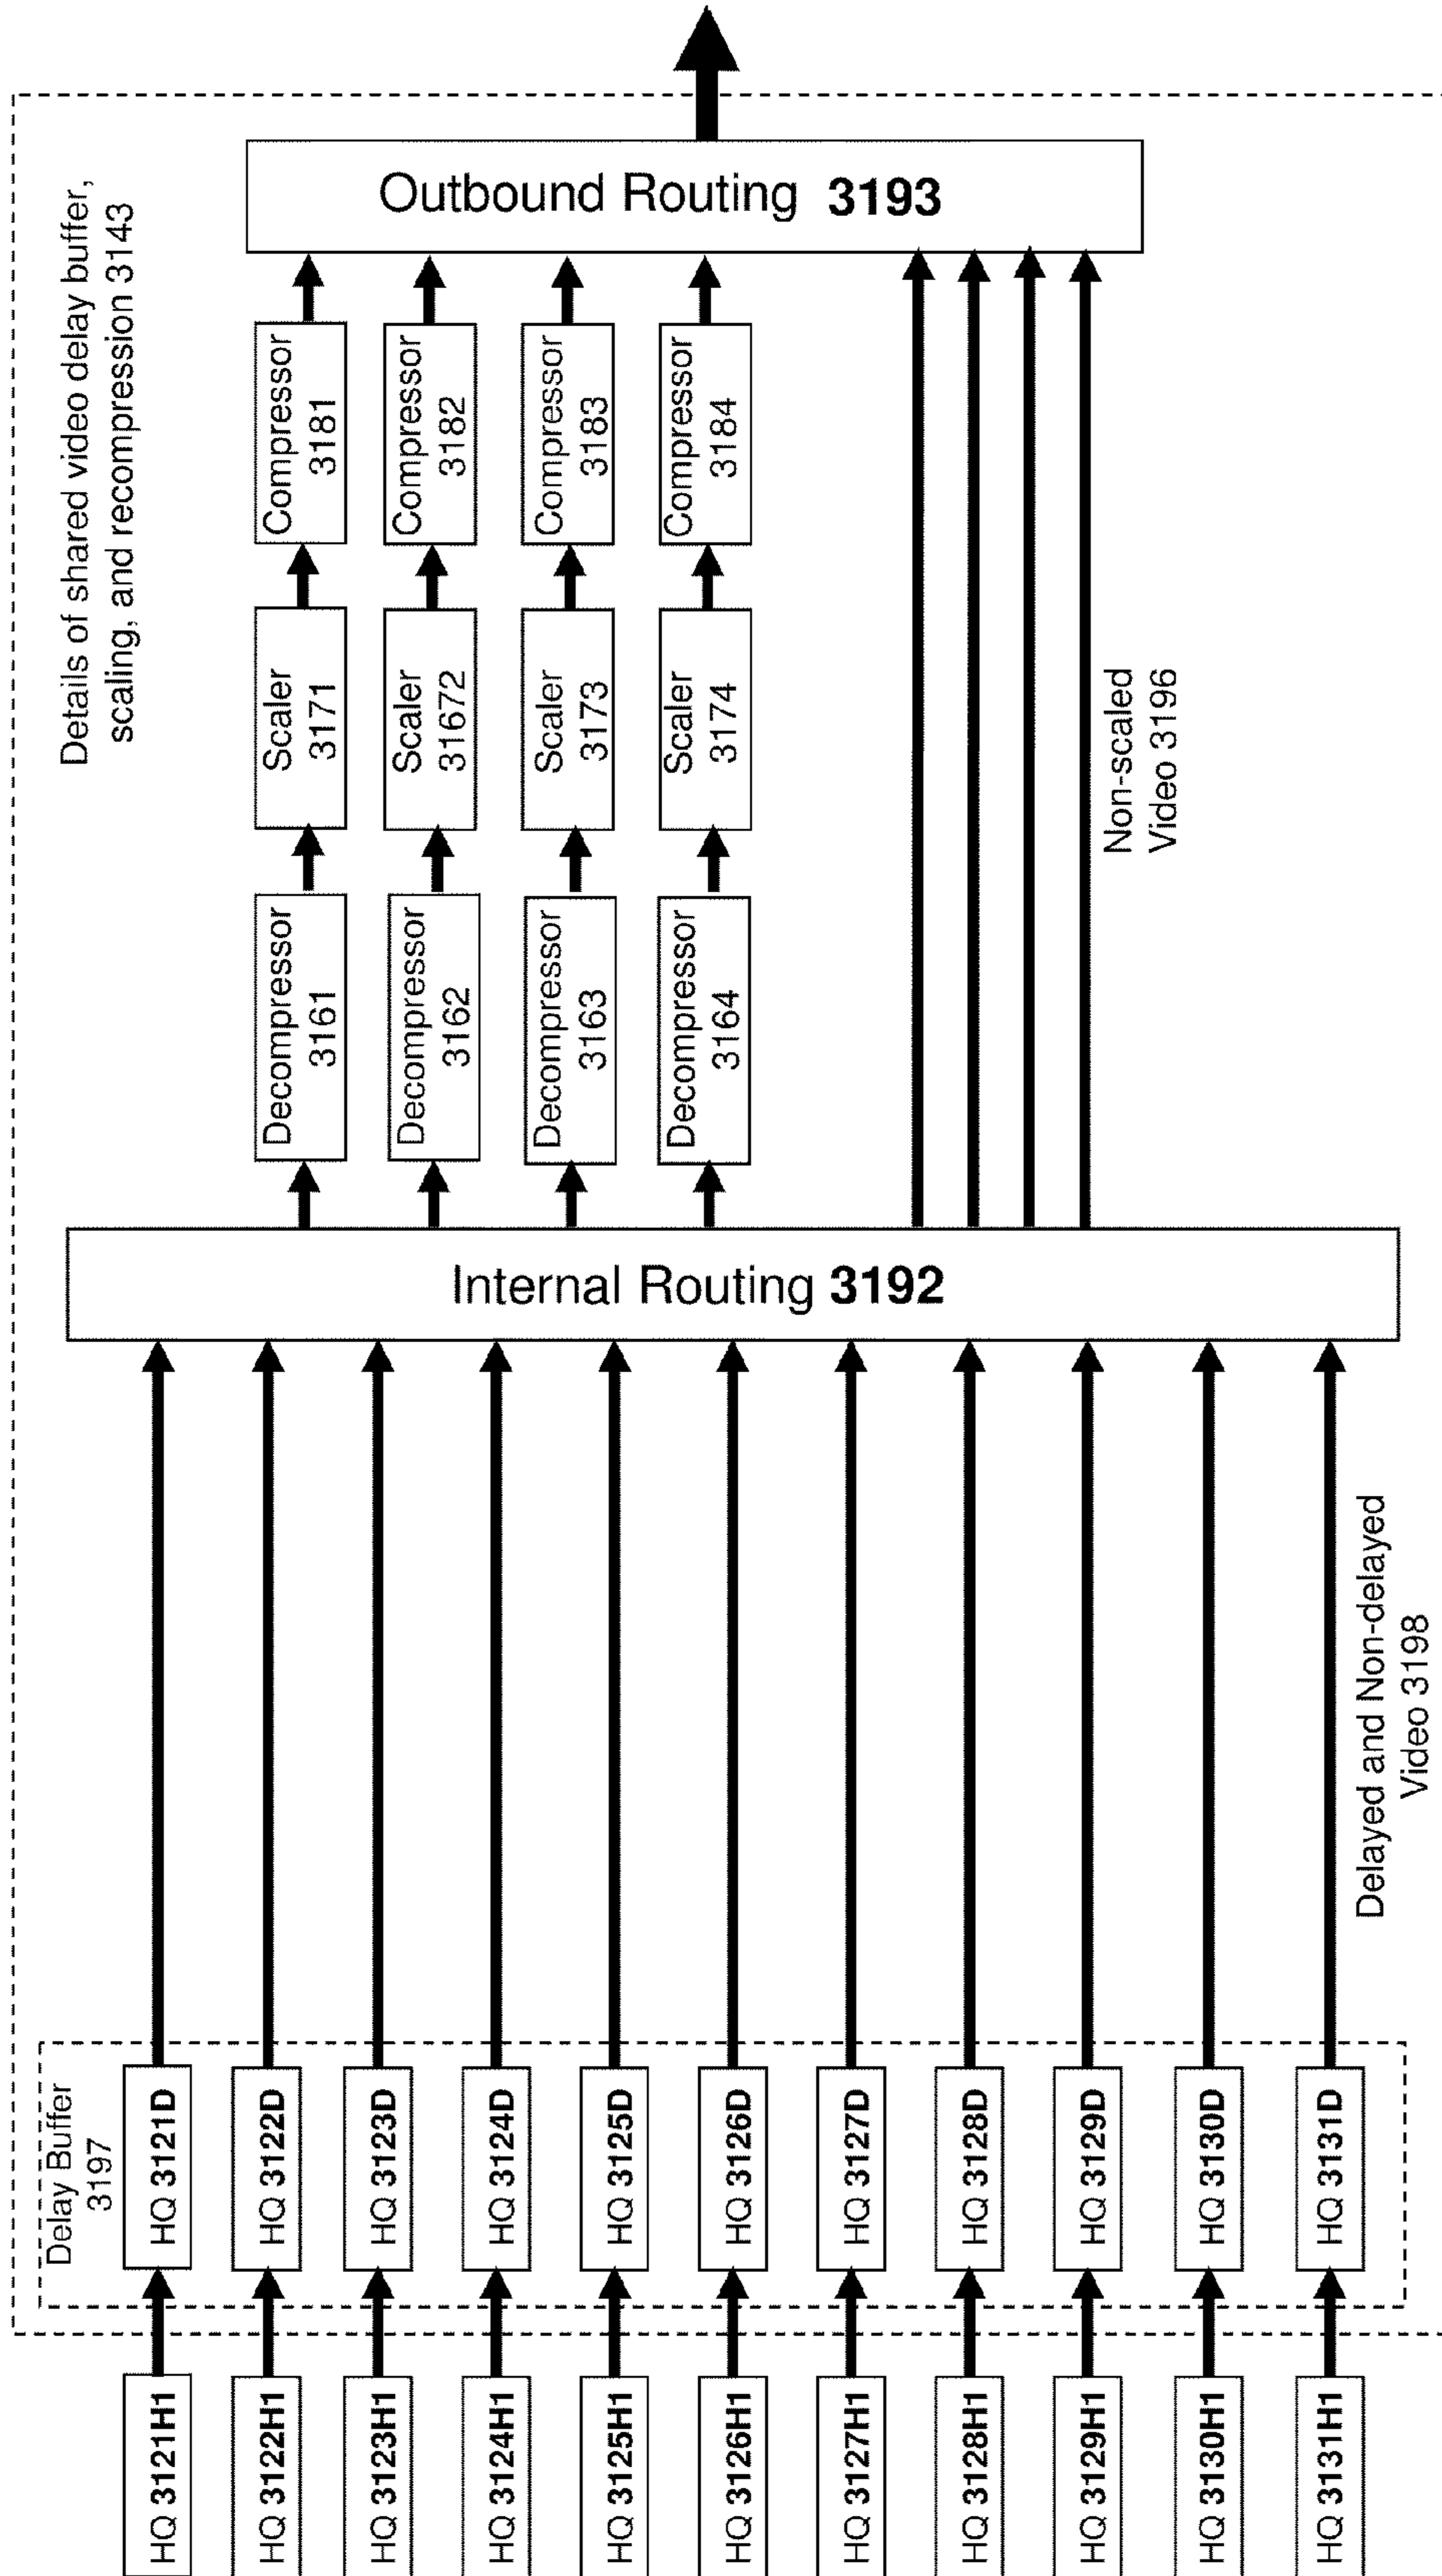 Details of shared video delay buffer,
scaling, and recompression 3143
Delay Buffer
3197
HQ 3121H1
HQ 3121D
HQ 3122H1
HQ 3122D
HQ 3123H1
HQ 3123D
HQ 3124H1
HQ 3124D
HQ 3125H1
HQ 3125D
HQ 3126H1
HQ 3126D
HQ 3127H1
HQ 3127D
HQ 3128H1
HQ 3128D
HQ 3129H1
HQ 3129D
HQ 3130H1
HQ 3130D
HQ 3131H1
HQ 3131D
Delayed and Non-delayed
Video 3198
Internal Routing 3192
Decompressor
3161
Scaler
3171
Compressor
3181
Decompressor
3162
Scaler
31672
Compressor
3182
Decompressor
3163
Scaler
3173
Compressor
3183
Decompressor
3164
Scaler
3174
Compressor
3184
Non-scaled
Video 3196
Outbound Routing 3193